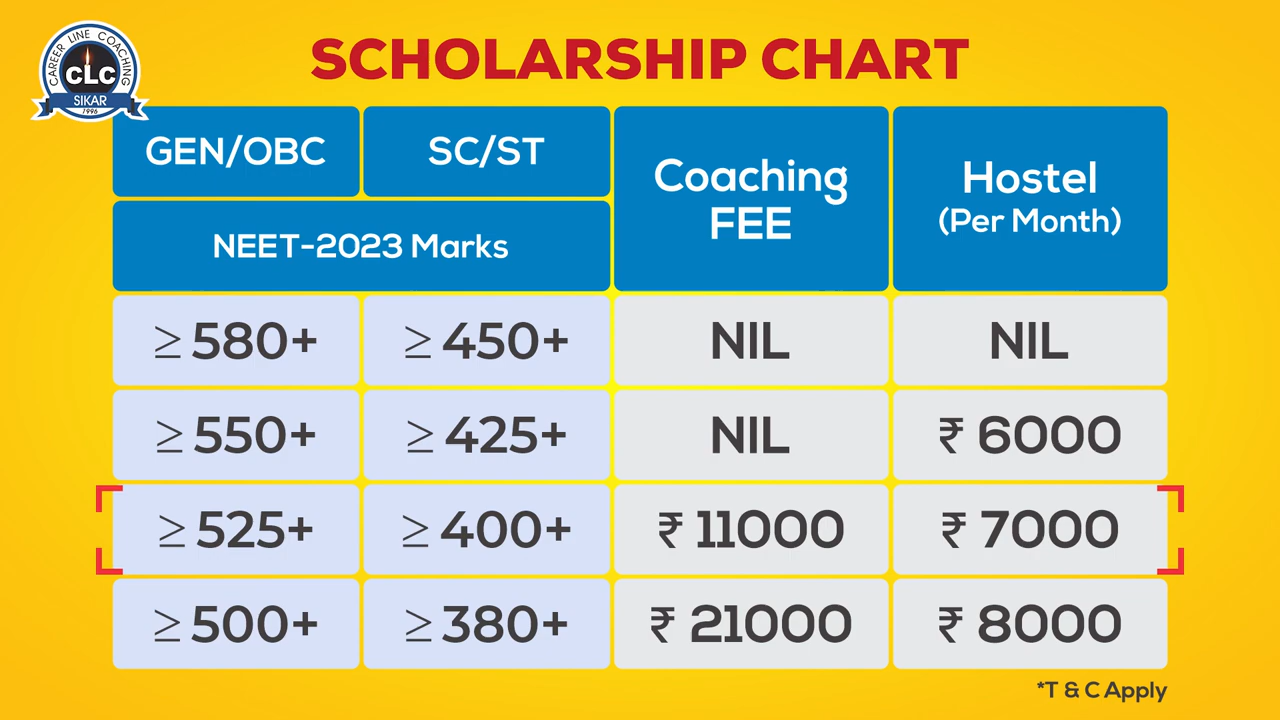 CAREER LINE COACHING
CLC
SIKAR
1996
SCHOLARSHIP CHART
GEN/OBC SC/ST Coaching FEE Hostel (Per Month)
NEET-2023 Marks
≥ 580+ ≥ 450+ NIL NIL
≥ 550+ ≥ 425+ NIL ₹ 6000
≥ 525+ ≥ 400+ ₹ 11000 ₹ 7000
≥ 500+ ≥ 380+ ₹ 21000 ₹ 8000
*T & C Apply